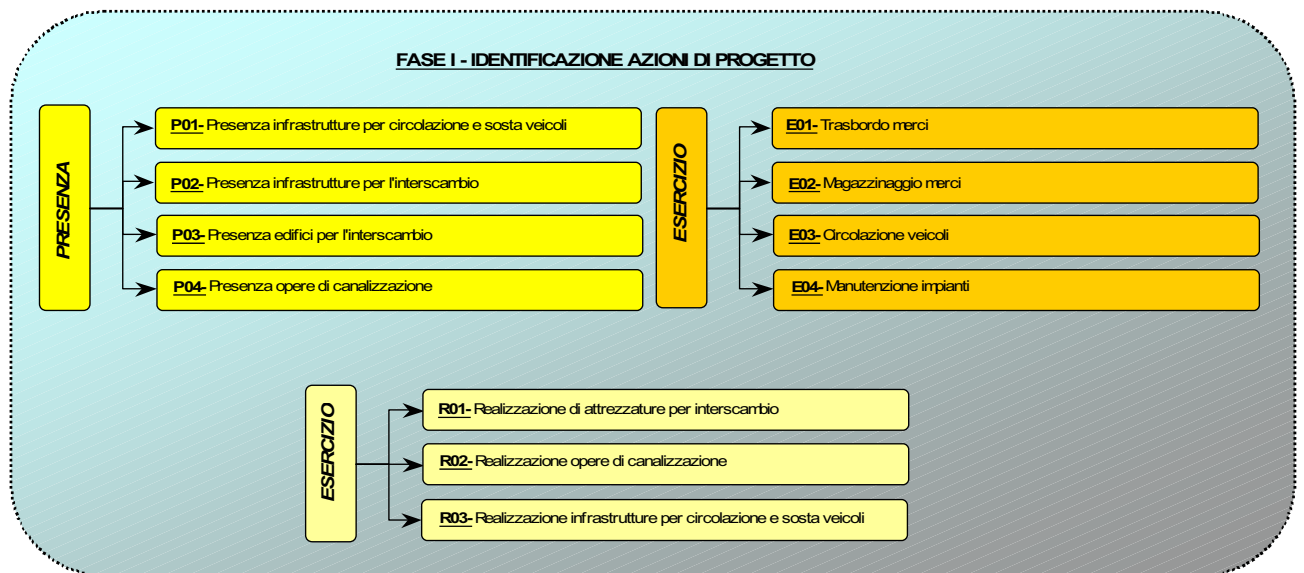 FASE I - IDENTIFICAZIONE AZIONI DI PROGETTO
PRESENZA
P01- Presenza infrastrutture per circolazione e sosta veicoli
P02- Presenza infrastrutture per l'interscambio
P03- Presenza edifici per l'interscambio
P04- Presenza opere di canalizzazione
ESERCIZIO
E01- Trasbordo merci
E02- Magazzinaggio merci
E03- Circolazione veicoli
E04- Manutenzione impianti
ESERCIZIO
R01- Realizzazione di attrezzature per interscambio
R02- Realizzazione opere di canalizzazione
R03- Realizzazione infrastrutture per circolazione e sosta veicoli